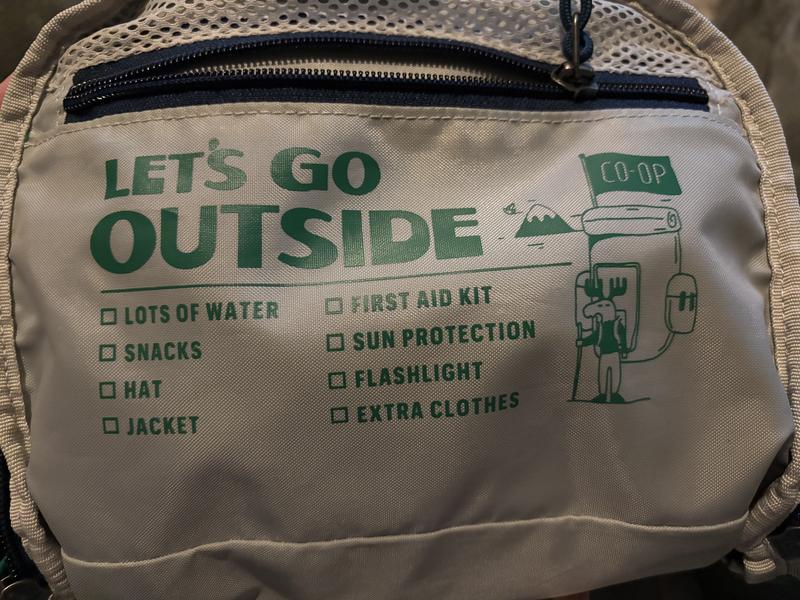 LET'S GO
OUTSIDE
CO-OP
☐ LOTS OF WATER
☐ SNACKS
☐ HAT
☐ JACKET
☐ FIRST AID KIT
☐ SUN PROTECTION
☐ FLASHLIGHT
☐ EXTRA CLOTHES